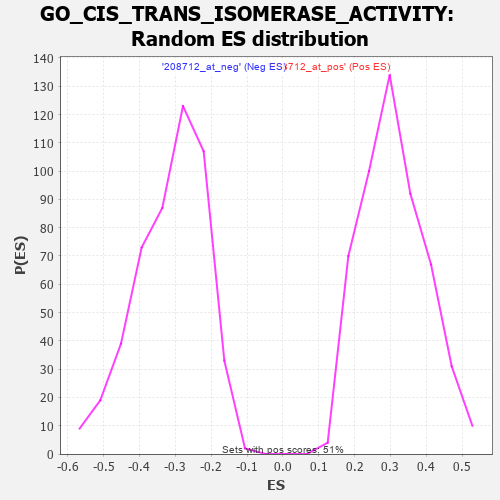 GO_CIS_TRANS_ISOMERASE_ACTIVITY:
Random ES distribution
'208712_at_neg' (Neg ES) '712_at_pos' (Pos ES)
140
130
120
110
100
90
80
70
60
50
40
30
20
10
0
P(ES)
Sets with pos scores: 51%
-0.6 -0.5 -0.4 -0.3 -0.2 -0.1 0.0 0.1 0.2 0.3 0.4 0.5
ES